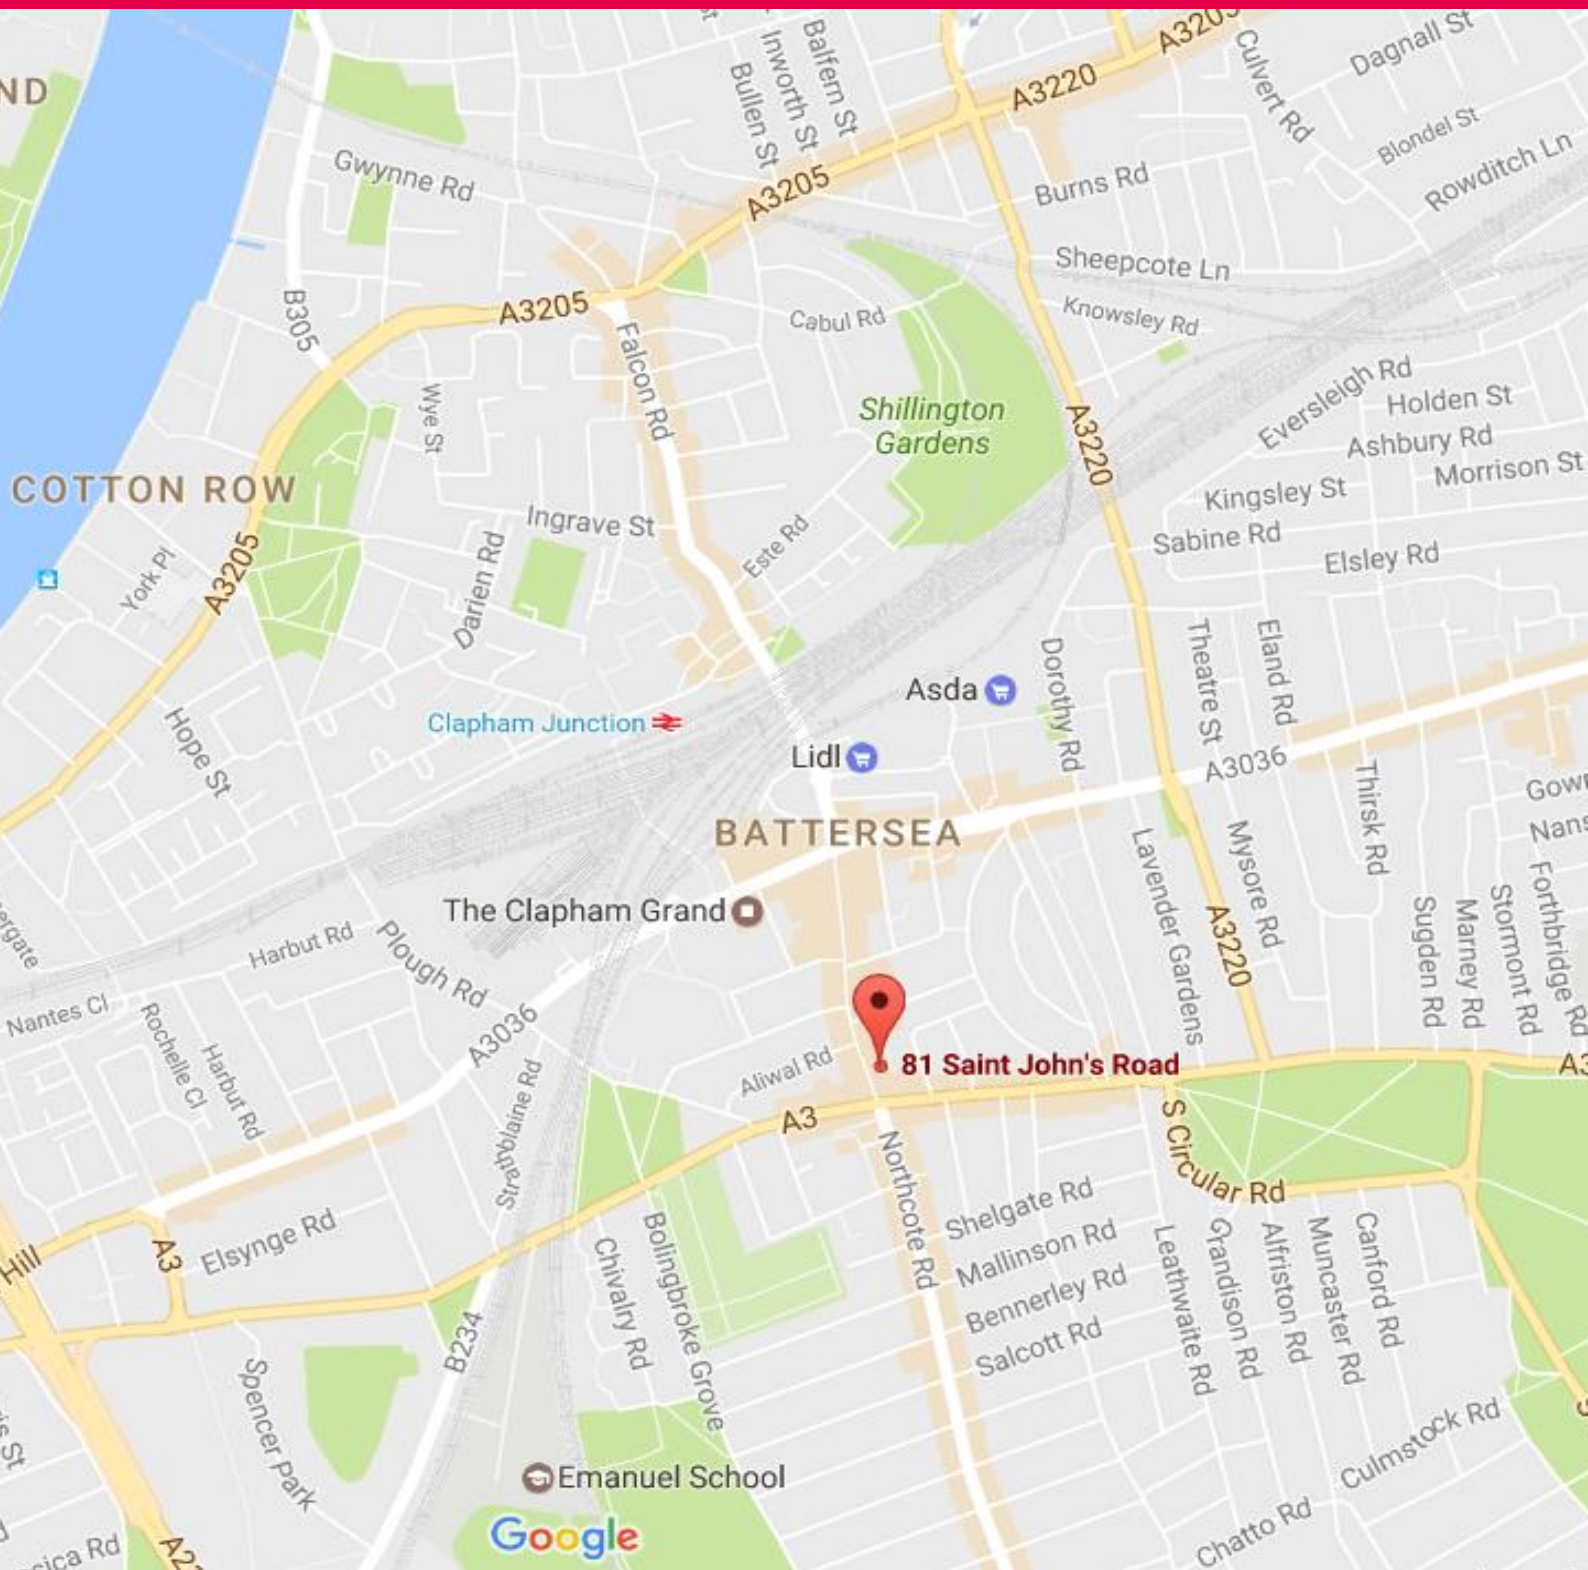 A3205
Culvert Rd
Dagnall St
Balfern St
Inworth St
Bullen St
ND
A3220
Blondel St
Gwynne Rd
A3205
Burns Rd
Rowditch Ln
Sheepcote Ln
B305
A3205
Cabul Rd
Knowsley Rd
Falcon Rd
Wye St
Shillington
Gardens
A3220
Eversleigh Rd
Holden St
Ashbury Rd
Morrison St
COTTON ROW
Kingsley St
Ingrave St
Este Rd
Sabine Rd
Elsley Rd
York Pl
A3205
Darien Rd
Theatre St
Eland Rd
Dorothy Rd
Asda
Clapham Junction
Hope St
Lidl
A3036
Thirsk Rd
BATTERSEA
Lavender Gardens
Mysore Rd
The Clapham Grand
A3220
Sugden Rd
Marney Rd
Stormont Rd
Forthbridge Rd
Harbut Rd
Plough Rd
Nantes Cl
Rochelle Cl
Harbut Rd
A3036
Strathblaine Rd
Aliwal Rd
81 Saint John's Road
A3
A3
S Circular Rd
Northcote Rd
Shelgate Rd
Mallinson Rd
Bennerley Rd
Salcott Rd
Leathwaite Rd
Grandison Rd
Alfriston Rd
Muncaster Rd
Canford Rd
Hill
A3
Elsynge Rd
Chivalry Rd
Bolingbroke Grove
B234
Spencer Park
Culmstock Rd
Emanuel School
Chatto Rd
Google